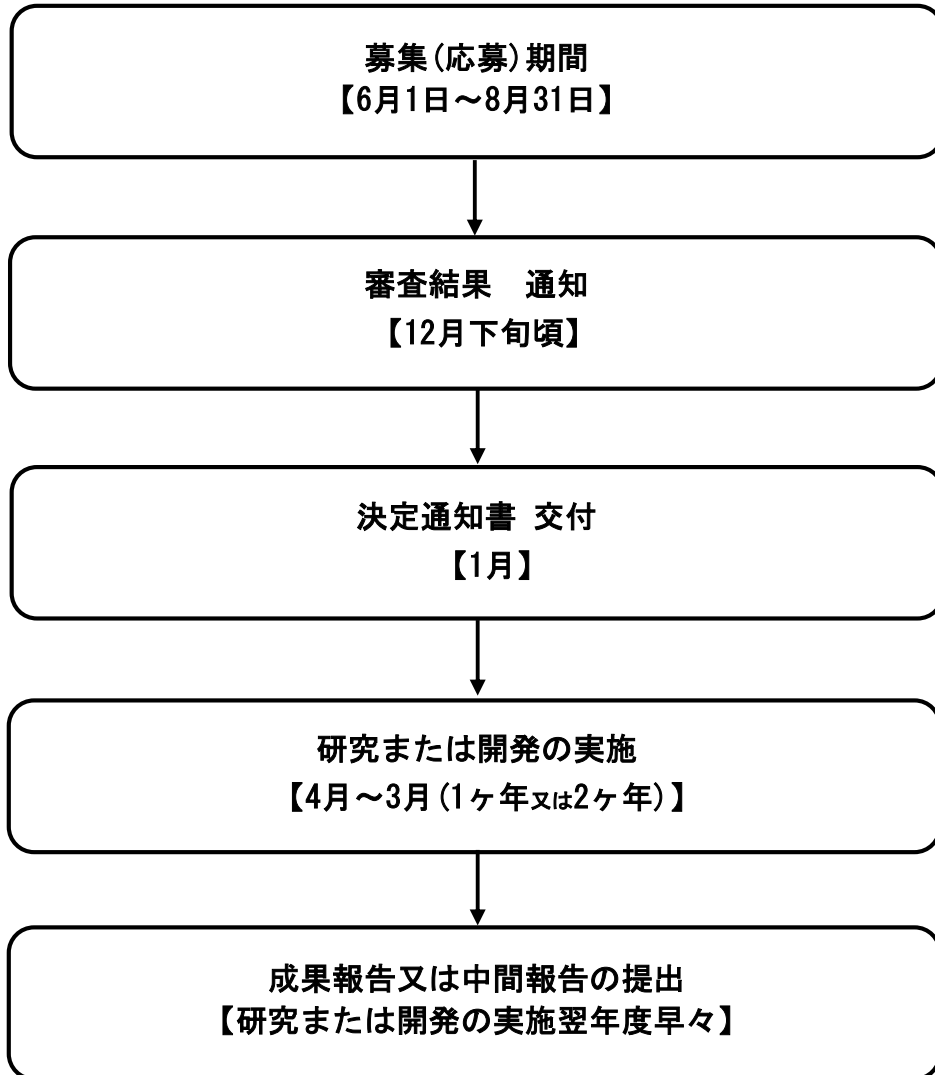 募集(応募)期間
【6月1日～8月31日】
審査結果　通知
【12月下旬頃】
決定通知書 交付
【1月】
研究または開発の実施
【4月～3月(1ヶ年又は2ヶ年)】
成果報告又は中間報告の提出
【研究または開発の実施翌年度早々】